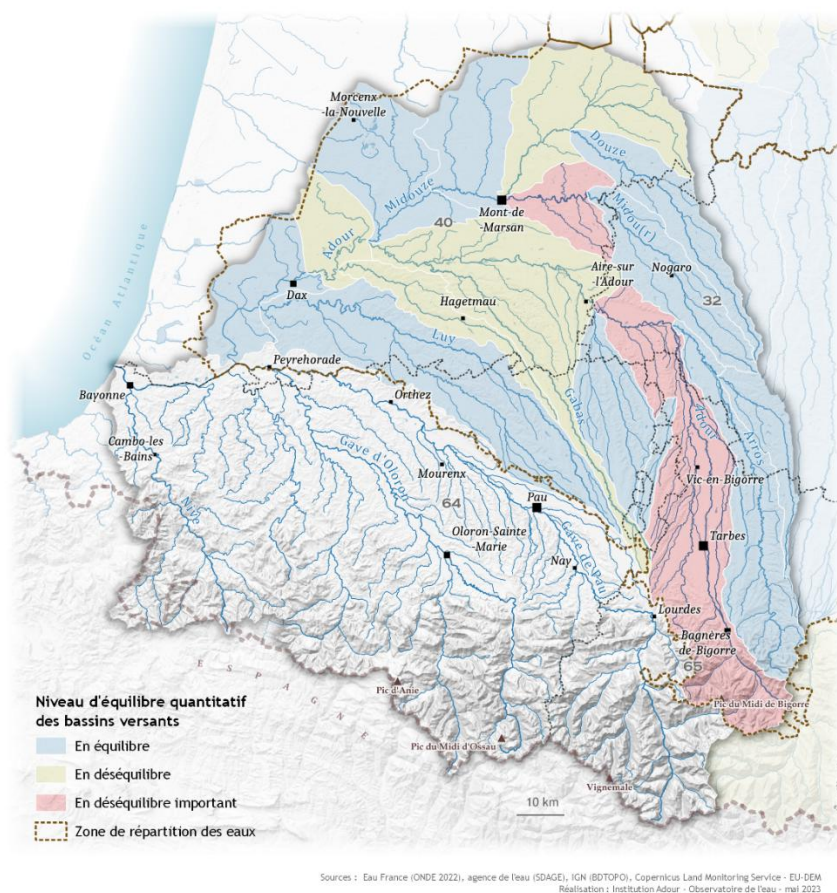 Morcenx
-la-Nouvelle
Douze
Midouze
Midou(r)
40
Mont-de
-Marsan
Adour
Aire-sur
-l'Adour
Nogaro
32
Océan Atlantique
Dax
Hagetmau
Luy
Peyrehorade
Bayonne
Orthez
Gabas
Adour
Arros
Cambo-les
-Bains
Gave d'Oloron
Mourenx
Vic-en-Bigorre
64
Pau
Nive
Oloron-Sainte
-Marie
Gave de Pau
Tarbes
Nay
Lourdes
Bagnères
-de-Bigorre
65
ESPAGNE
Pic d'Anie
Pic du Midi de Bigorre
Pic du Midi d'Ossau
Vignemale
Niveau d'équilibre quantitatif
des bassins versants
En équilibre
En déséquilibre
En déséquilibre important
Zone de répartition des eaux
10 km
Sources : Eau France (ONDE 2022), agence de l'eau (SDAGE), IGN (BDTOPO), Copernicus Land Monitoring Service - EU-DEM
Réalisation : Institution Adour - Observatoire de l'eau - mai 2023